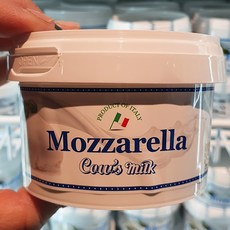 PRODUCT OF ITALY
Mozzarella
Cow's milk